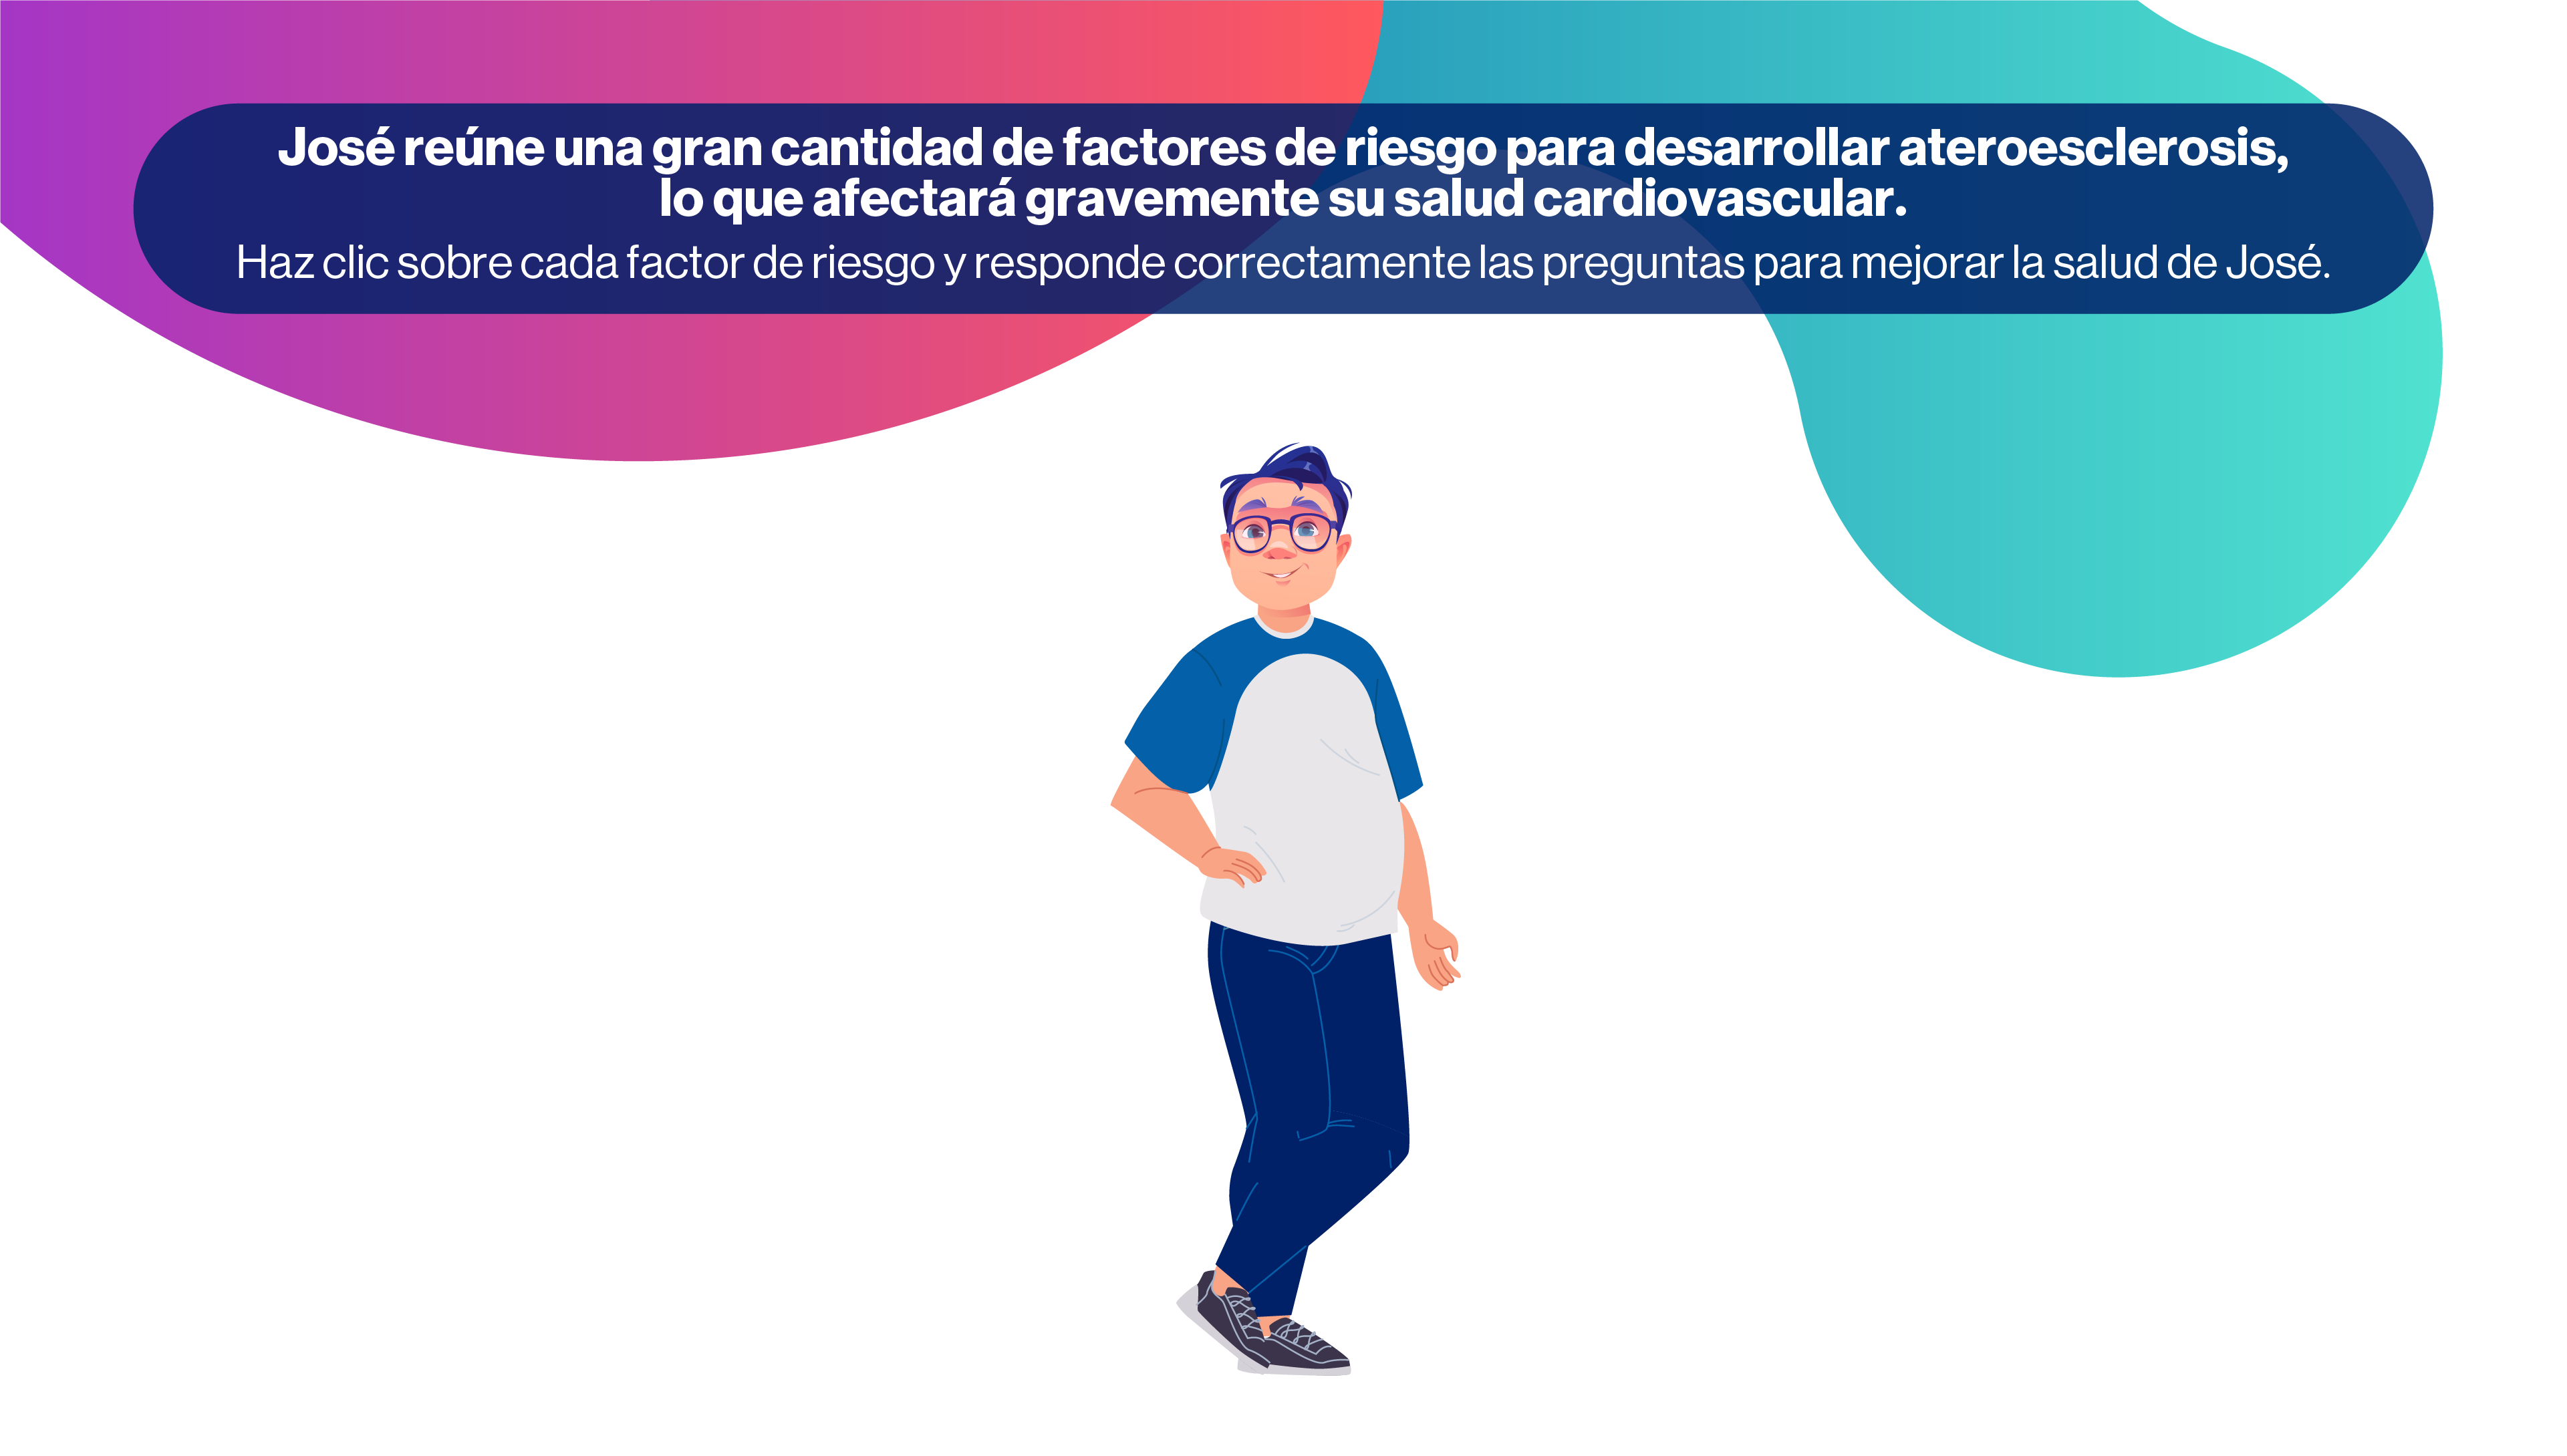 José reúne una gran cantidad de factores de riesgo para desarrollar ateroesclerosis,
lo que afectará gravemente su salud cardiovascular.
Haz clic sobre cada factor de riesgo y responde correctamente las preguntas para mejorar la salud de José.